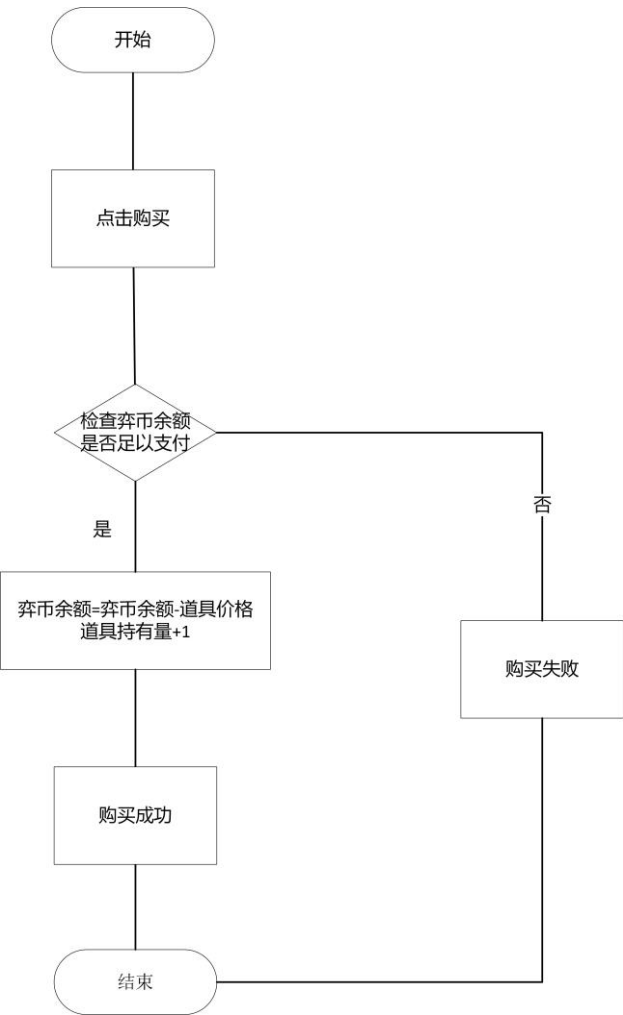 开始
点击购买
检查弈币余额
是否足以支付
是
否
弈币余额=弈币余额-道具价格
道具持有量+1
购买失败
购买成功
结束